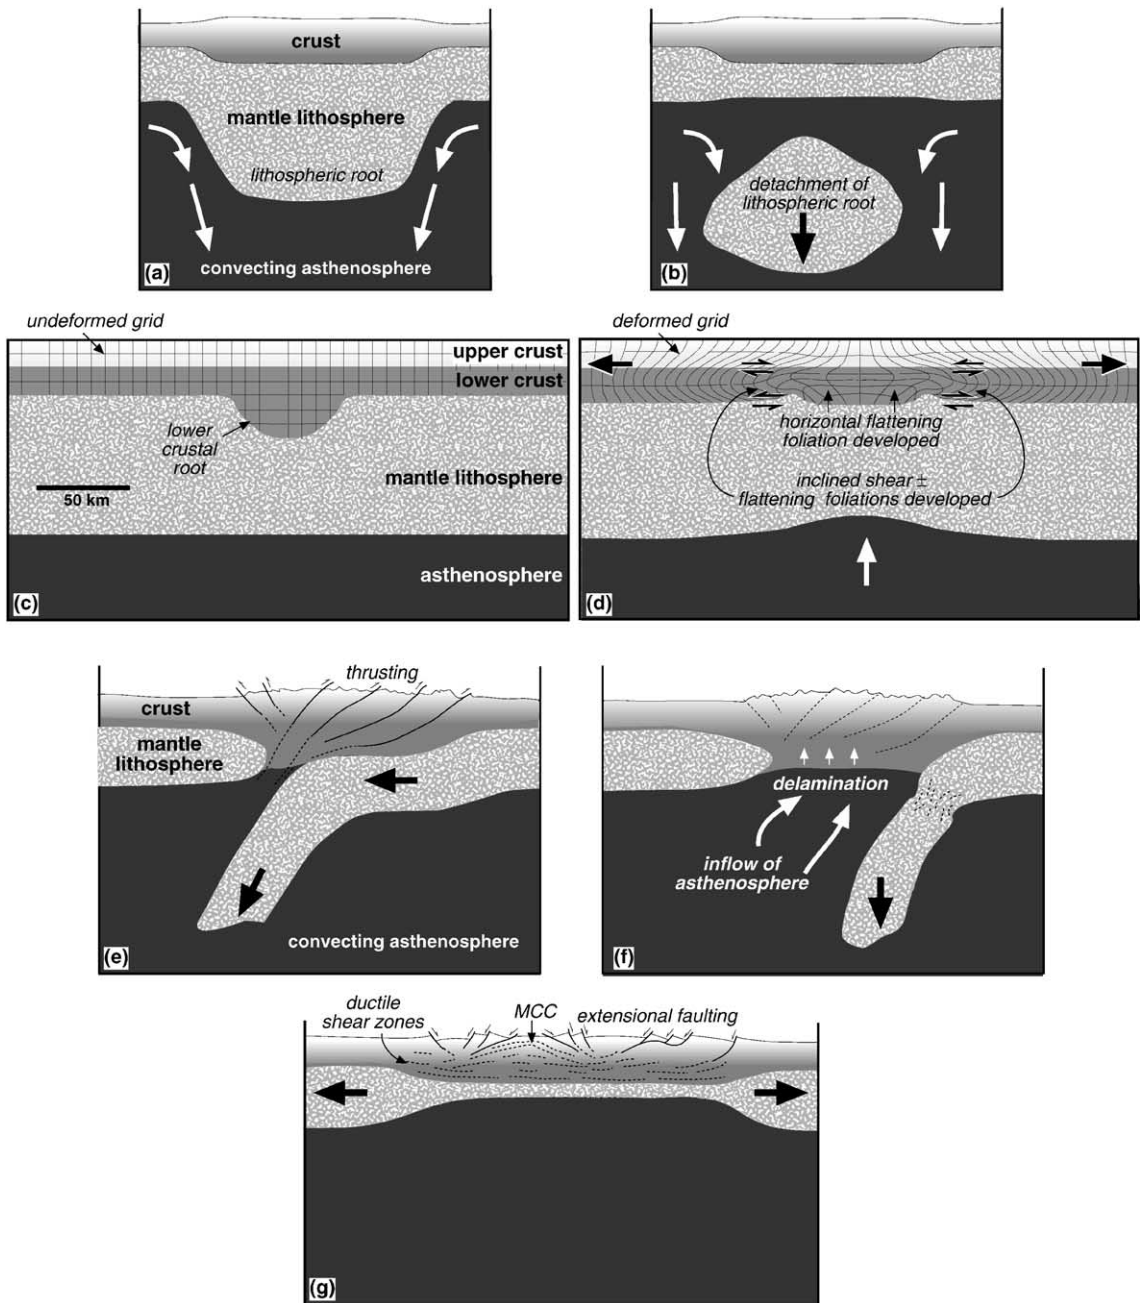 crust
mantle lithosphere
lithospheric root
(a)
convecting asthenosphere
detachment of
lithospheric root
(b)
undeformed grid
upper crust
lower crust
lower
crustal
root
mantle lithosphere
50 km
asthenosphere
(c)
deformed grid
horizontal flattening
foliation developed
inclined shear ±
flattening foliations developed
(d)
thrusting
crust
mantle
lithosphere
convecting asthenosphere
(e)
delamination
inflow of
asthenosphere
(f)
ductile
shear zones
MCC
extensional faulting
(g)